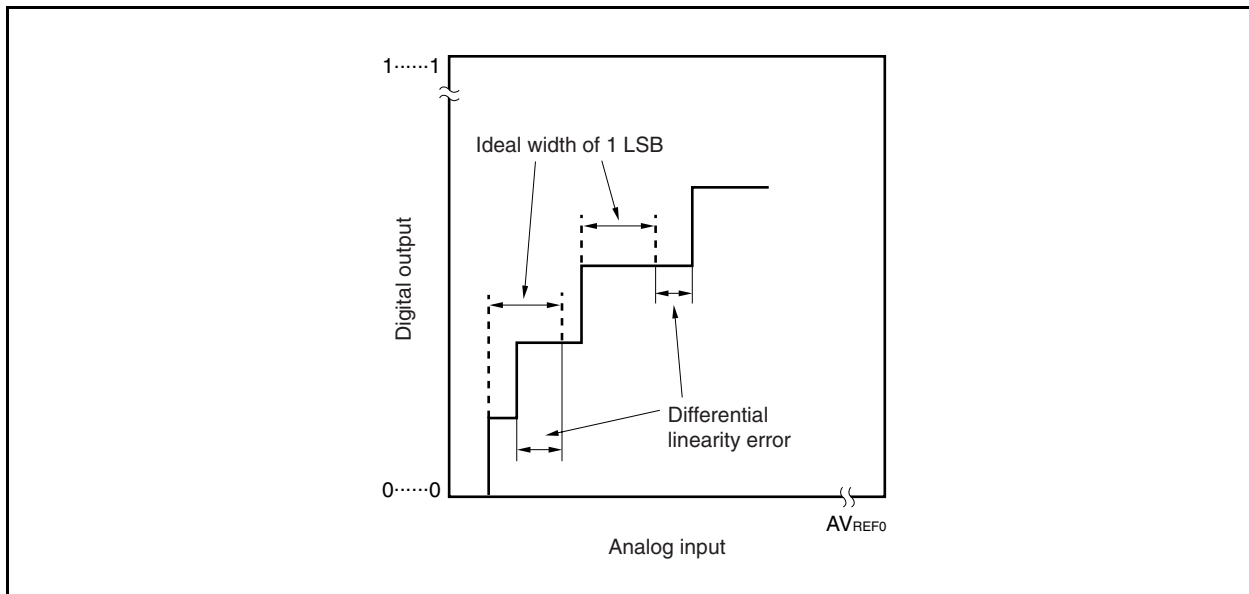 1······1
Ideal width of 1 LSB
Digital output
Differential
linearity error
0······0
AVREF0
Analog input